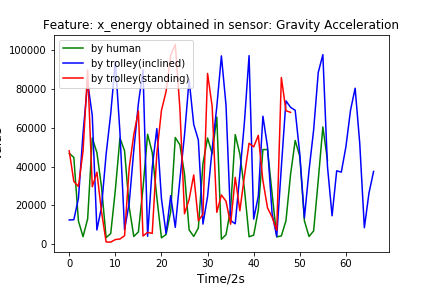 Feature: x_energy obtained in sensor: Gravity Acceleration
by human
by trolley(inclined)
by trolley(standing)
100000
80000
60000
40000
20000
0
0 10 20 30 40 50 60
Time/2s